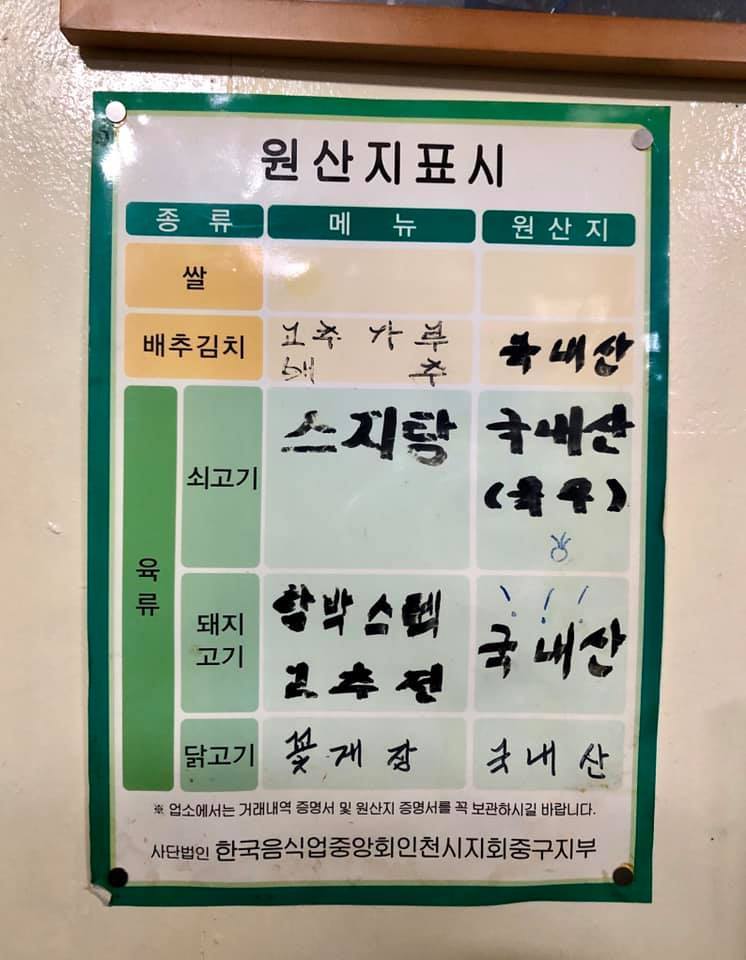 원산지표시
종 류 메 뉴 원 산 지
쌀
배추김치 고추 가루 국내산
배 추
육류
쇠고기 스지탕 국내산
(육우)
돼지고기 함박스텍 국내산
고추전
닭고기 꽃게장 국내산
※ 업소에서는 거래내역 증명서 및 원산지 증명서를 꼭 보관하시길 바랍니다.
사단법인 한국음식업중앙회인천시지회중구지부